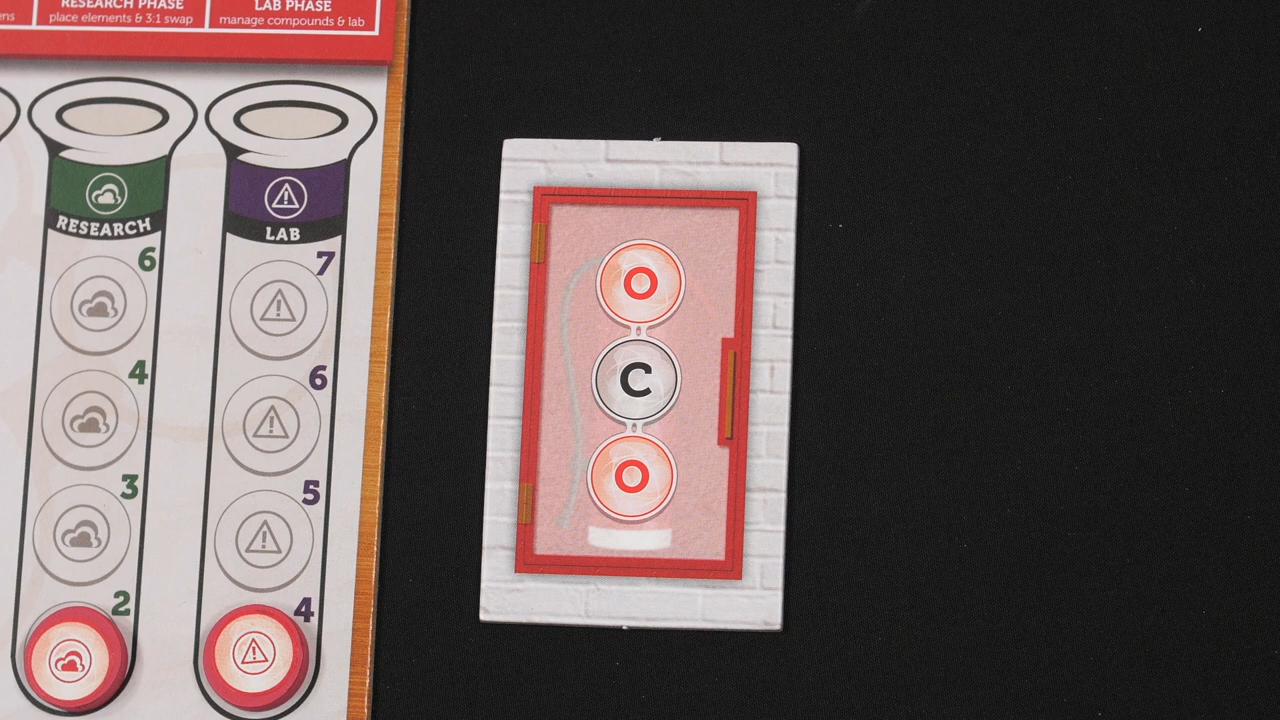 RESEARCH PHASE
place elements & 3:1 swap
LAB PHASE
manage compounds & lab
RESEARCH
6
4
3
2
LAB
7
6
5
4
O
C
O